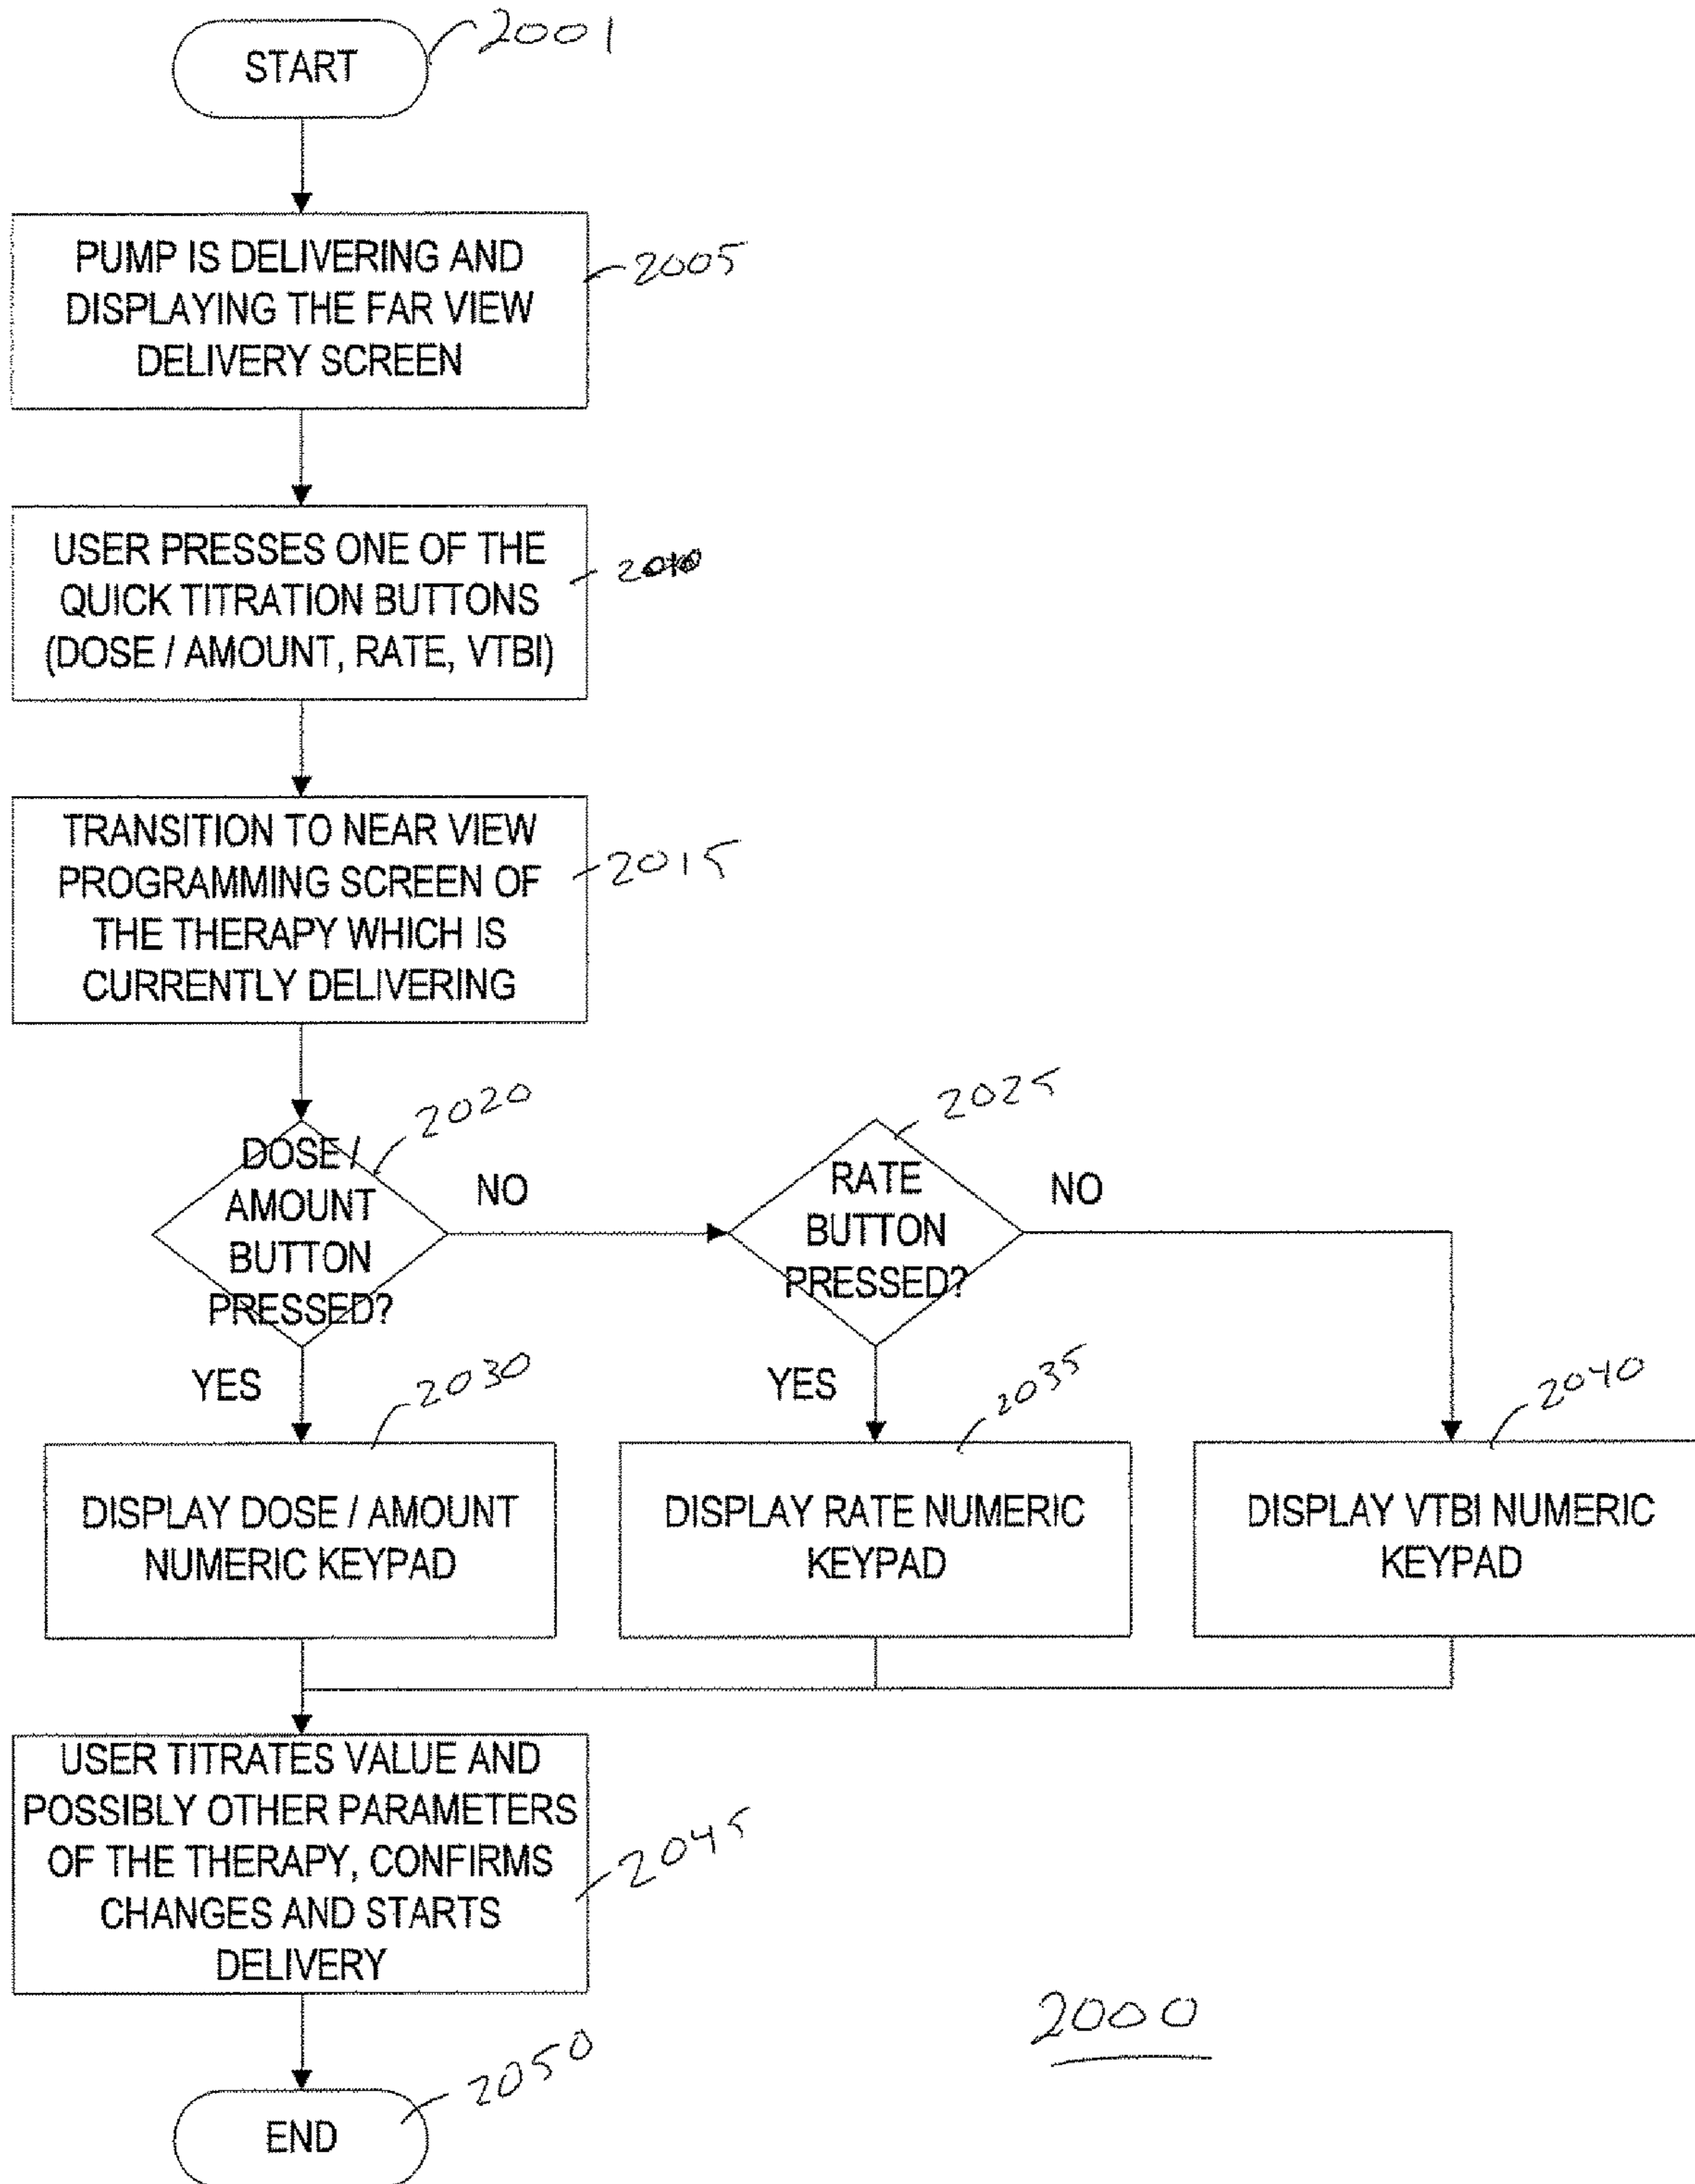 START
2001
PUMP IS DELIVERING AND
DISPLAYING THE FAR VIEW
DELIVERY SCREEN
2005
USER PRESSES ONE OF THE
QUICK TITRATION BUTTONS
(DOSE / AMOUNT, RATE, VTBI)
2010
TRANSITION TO NEAR VIEW
PROGRAMMING SCREEN OF
THE THERAPY WHICH IS
CURRENTLY DELIVERING
2015
DOSE /
AMOUNT
BUTTON
PRESSED?
2020
NO
RATE
BUTTON
PRESSED?
2025
NO
YES
2030
YES
2035
2040
DISPLAY DOSE / AMOUNT
NUMERIC KEYPAD
DISPLAY RATE NUMERIC
KEYPAD
DISPLAY VTBI NUMERIC
KEYPAD
USER TITRATES VALUE AND
POSSIBLY OTHER PARAMETERS
OF THE THERAPY, CONFIRMS
CHANGES AND STARTS
DELIVERY
2045
2000
END
2050